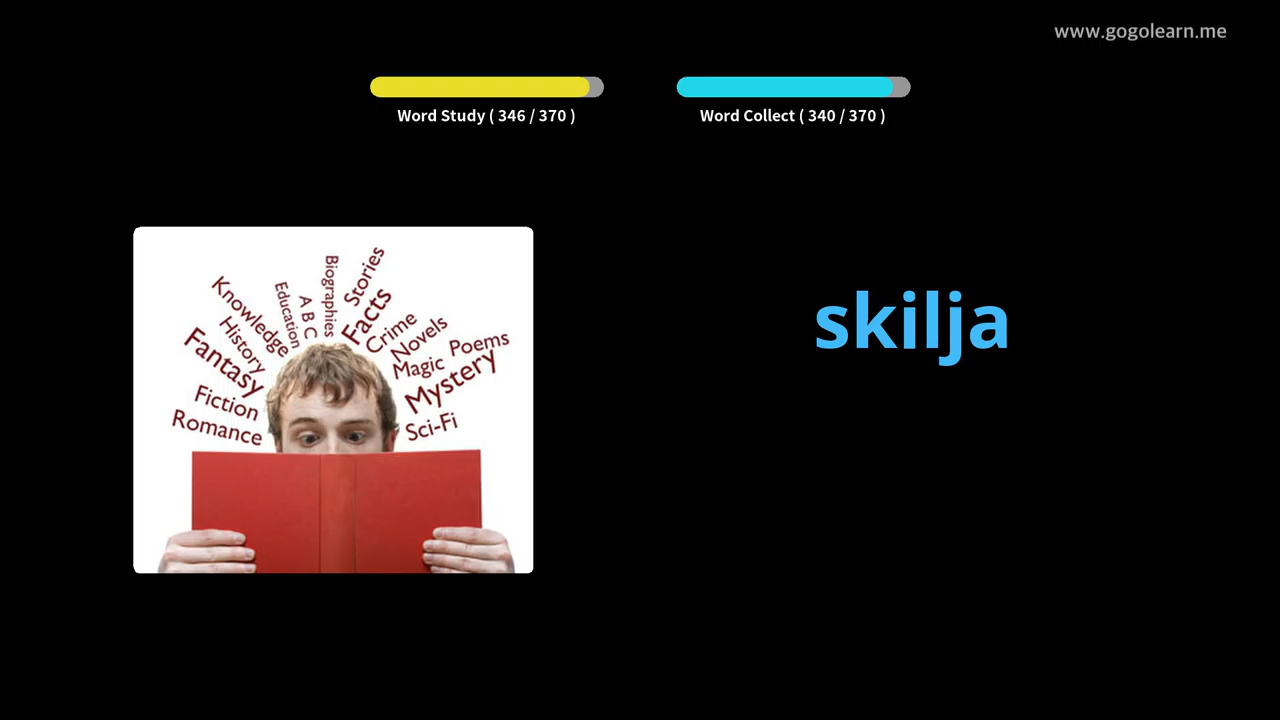 www.gogolearn.me
Word Study ( 346 / 370 )
Word Collect ( 340 / 370 )
skilja
Romance
Fiction
Fantasy
History
Knowledge
Education
A B C
Biographies
Stories
Facts
Crime
Novels
Magic
Poems
Mystery
Sci-Fi